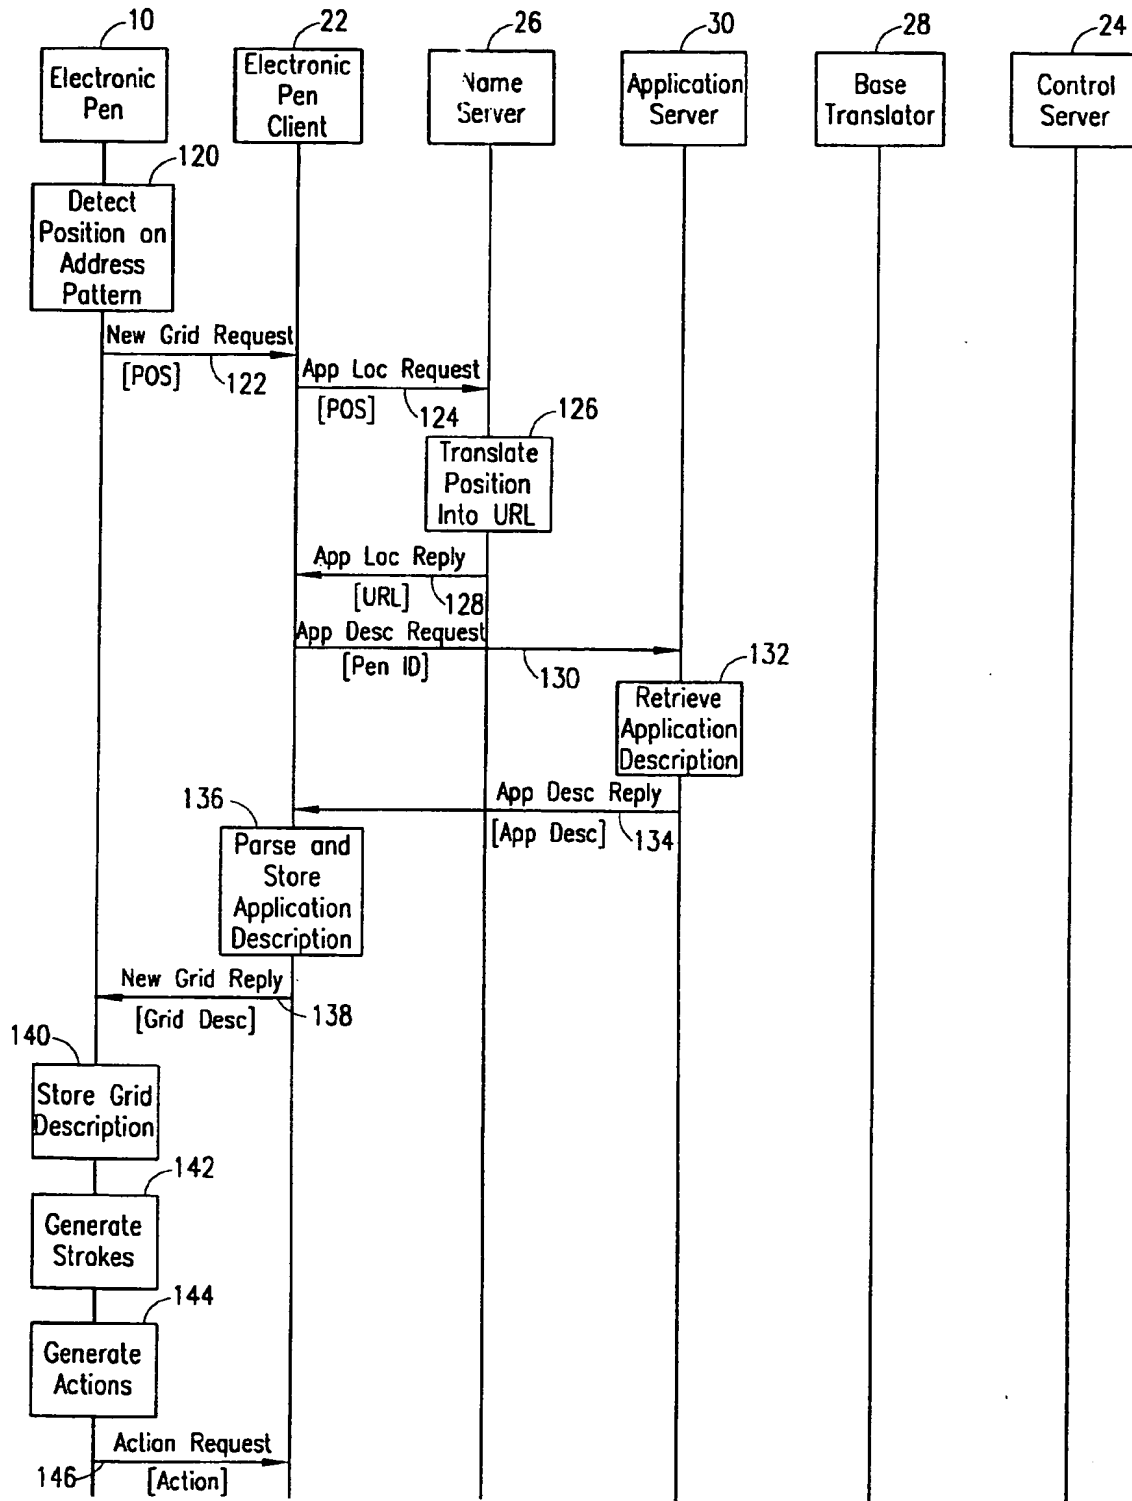 10
22
26
30
28
24
Electronic
Pen
Electronic
Pen
Client
Name
Server
Application
Server
Base
Translator
Control
Server
120
Detect
Position on
Address
Pattern
New Grid Request
[POS]
122
App Loc Request
[POS]
124
126
Translate
Position
Into URL
App Loc Reply
[URL]
128
App Desc Request
[Pen ID]
130
132
Retrieve
Application
Description
App Desc Reply
[App Desc]
134
136
Parse and
Store
Application
Description
New Grid Reply
[Grid Desc]
138
140
Store Grid
Description
142
Generate
Strokes
144
Generate
Actions
Action Request
146
[Action]